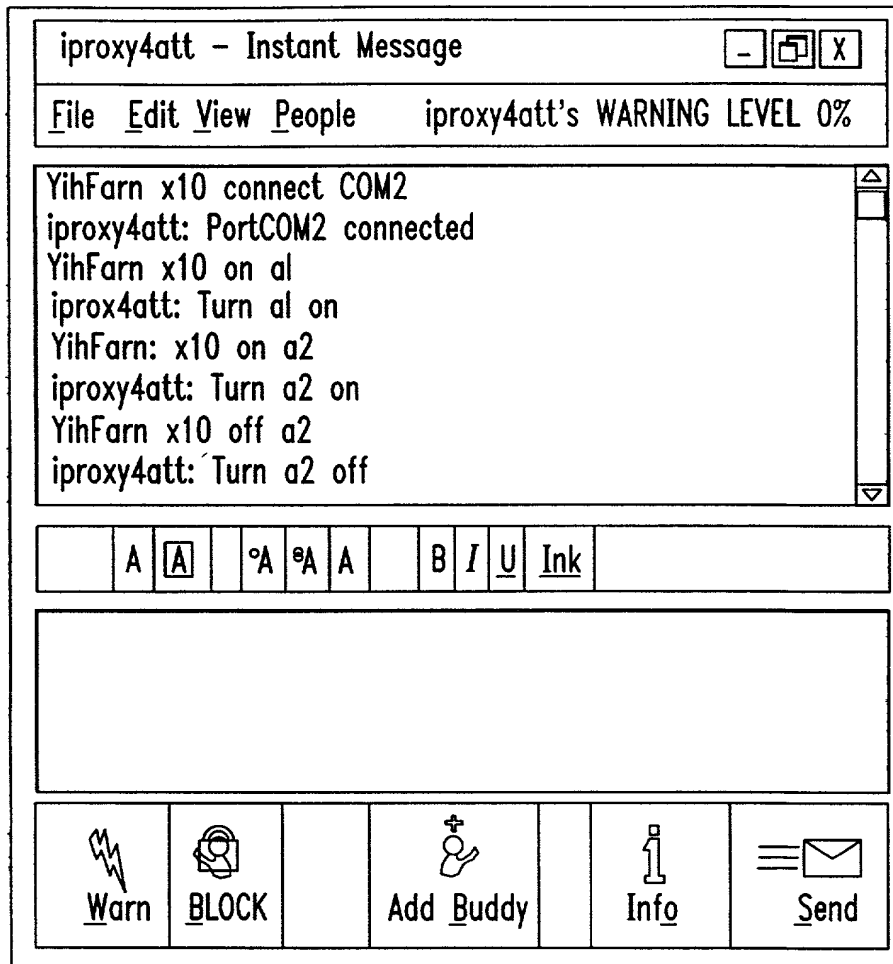 iproxy4att - Instant Message
File Edit View People iproxy4att's WARNING LEVEL 0%
YihFarn x10 connect COM2
iproxy4att: PortCOM2 connected
YihFarn x10 on al
iprox4att: Turn al on
YihFarn: x10 on a2
iproxy4att: Turn a2 on
YihFarn x10 off a2
iproxy4att: Turn a2 off
A A °A ᴮA A B I U Ink
Warn BLOCK Add Buddy Info Send